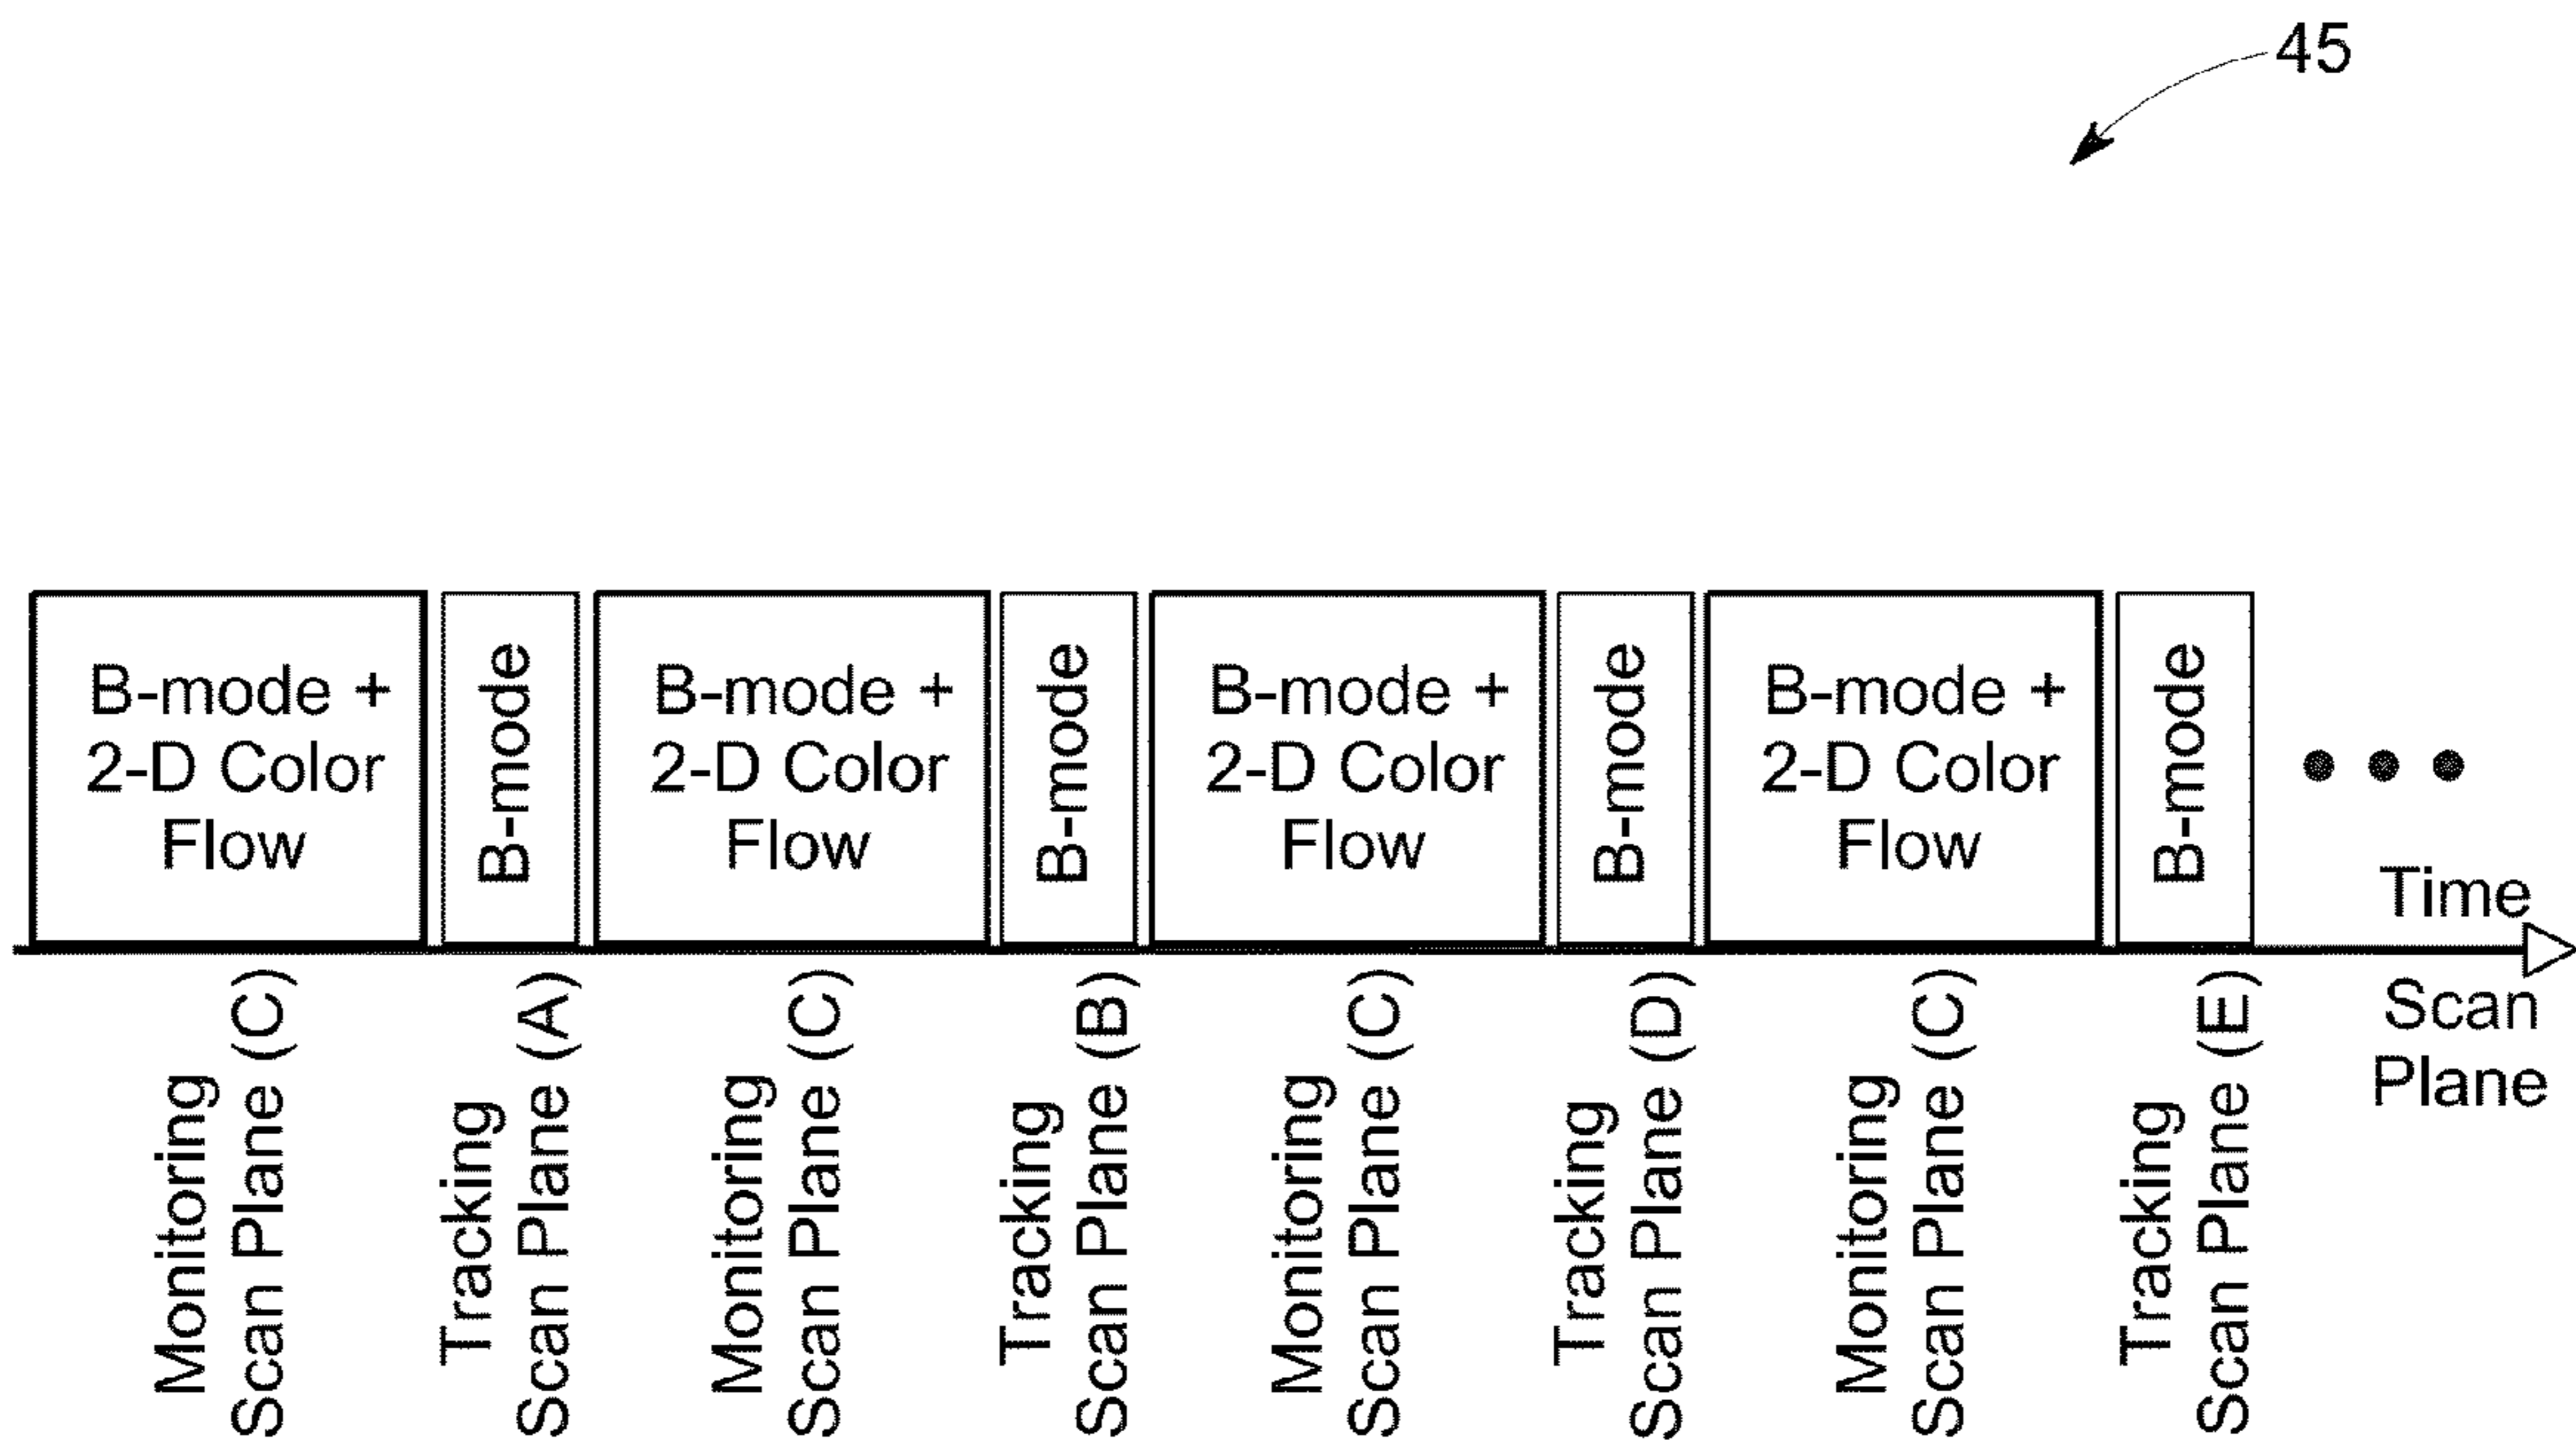 45
B-mode +
2-D Color
Flow
B-mode
B-mode +
2-D Color
Flow
B-mode
B-mode +
2-D Color
Flow
B-mode
B-mode +
2-D Color
Flow
B-mode
Time
Scan
Plane
Monitoring
Scan Plane (C)
Tracking
Scan Plane (A)
Monitoring
Scan Plane (C)
Tracking
Scan Plane (B)
Monitoring
Scan Plane (C)
Tracking
Scan Plane (D)
Monitoring
Scan Plane (C)
Tracking
Scan Plane (E)